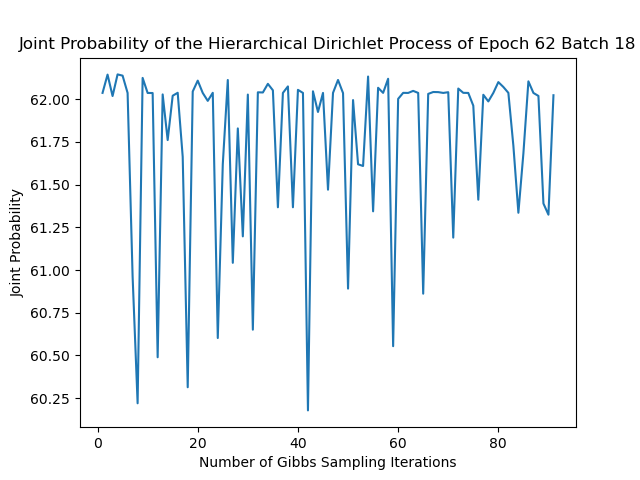 Joint Probability of the Hierarchical Dirichlet Process of Epoch 62 Batch 18
62.00
61.75
61.50
61.25
61.00
60.75
60.50
60.25
Joint Probability
0 20 40 60 80
Number of Gibbs Sampling Iterations